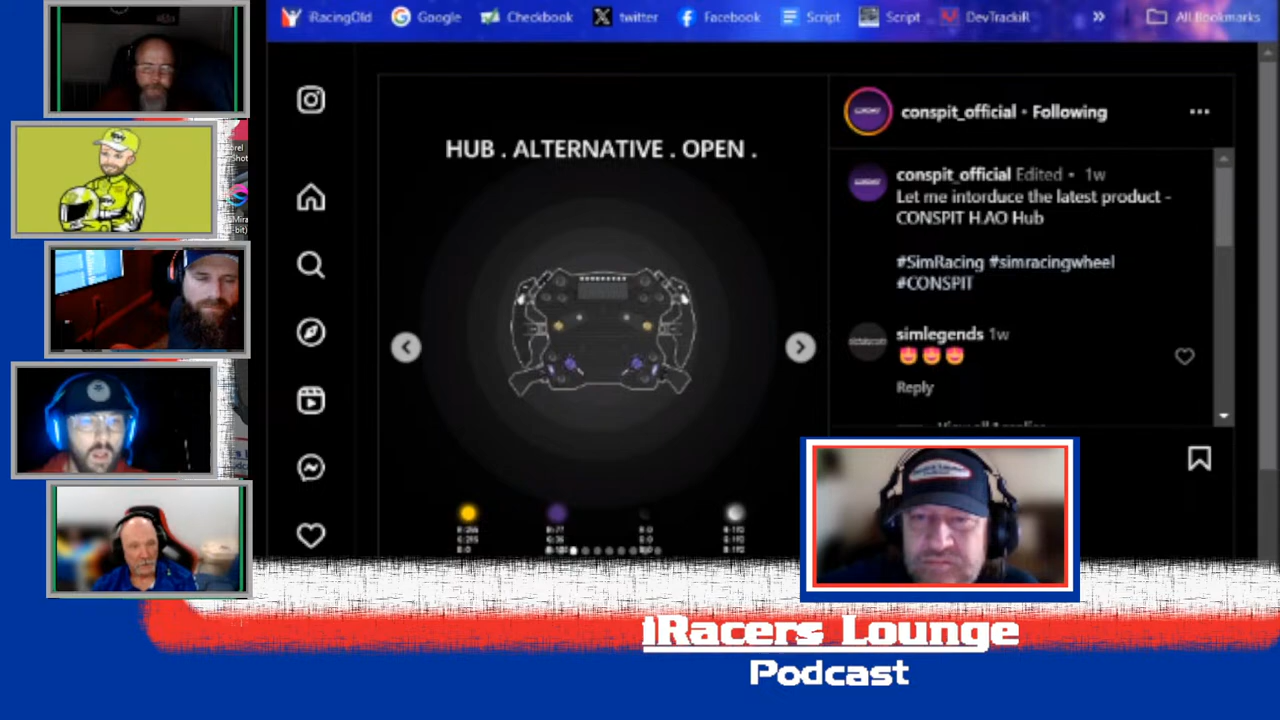 iRacingOld Google Checkbook twitter Facebook Script Script DevTrackiR » All Bookmarks
HUB . ALTERNATIVE . OPEN .
conspit_official • Following
conspit_official Edited • 1w
Let me intorduce the latest product -
CONSPIT H.AO Hub
#SimRacing #simracingwheel
#CONSPIT
simlegends 1w
Reply
iRacers Lounge
Podcast